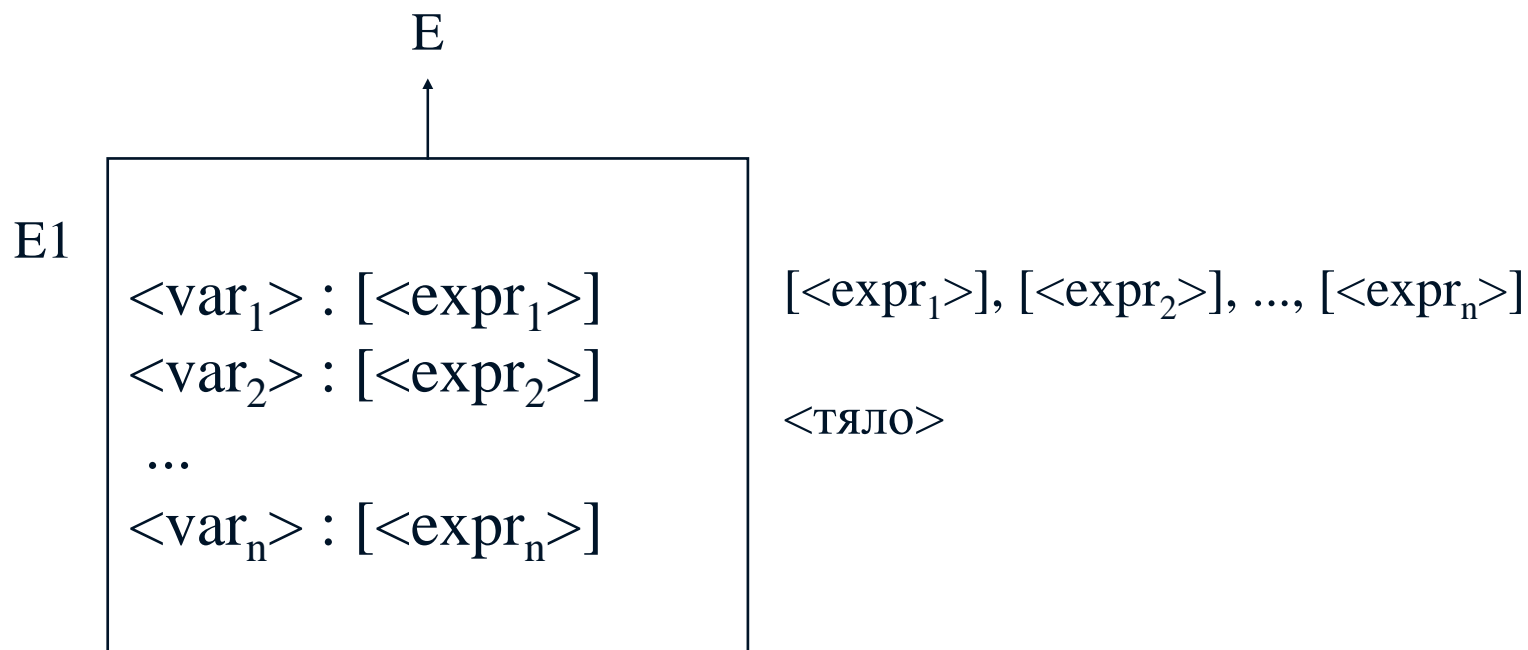 E
E1
<var₁> : [<expr₁>]
<var₂> : [<expr₂>]
...
<varₙ> : [<exprₙ>]
[<expr₁>], [<expr₂>], ..., [<exprₙ>]
<тяло>